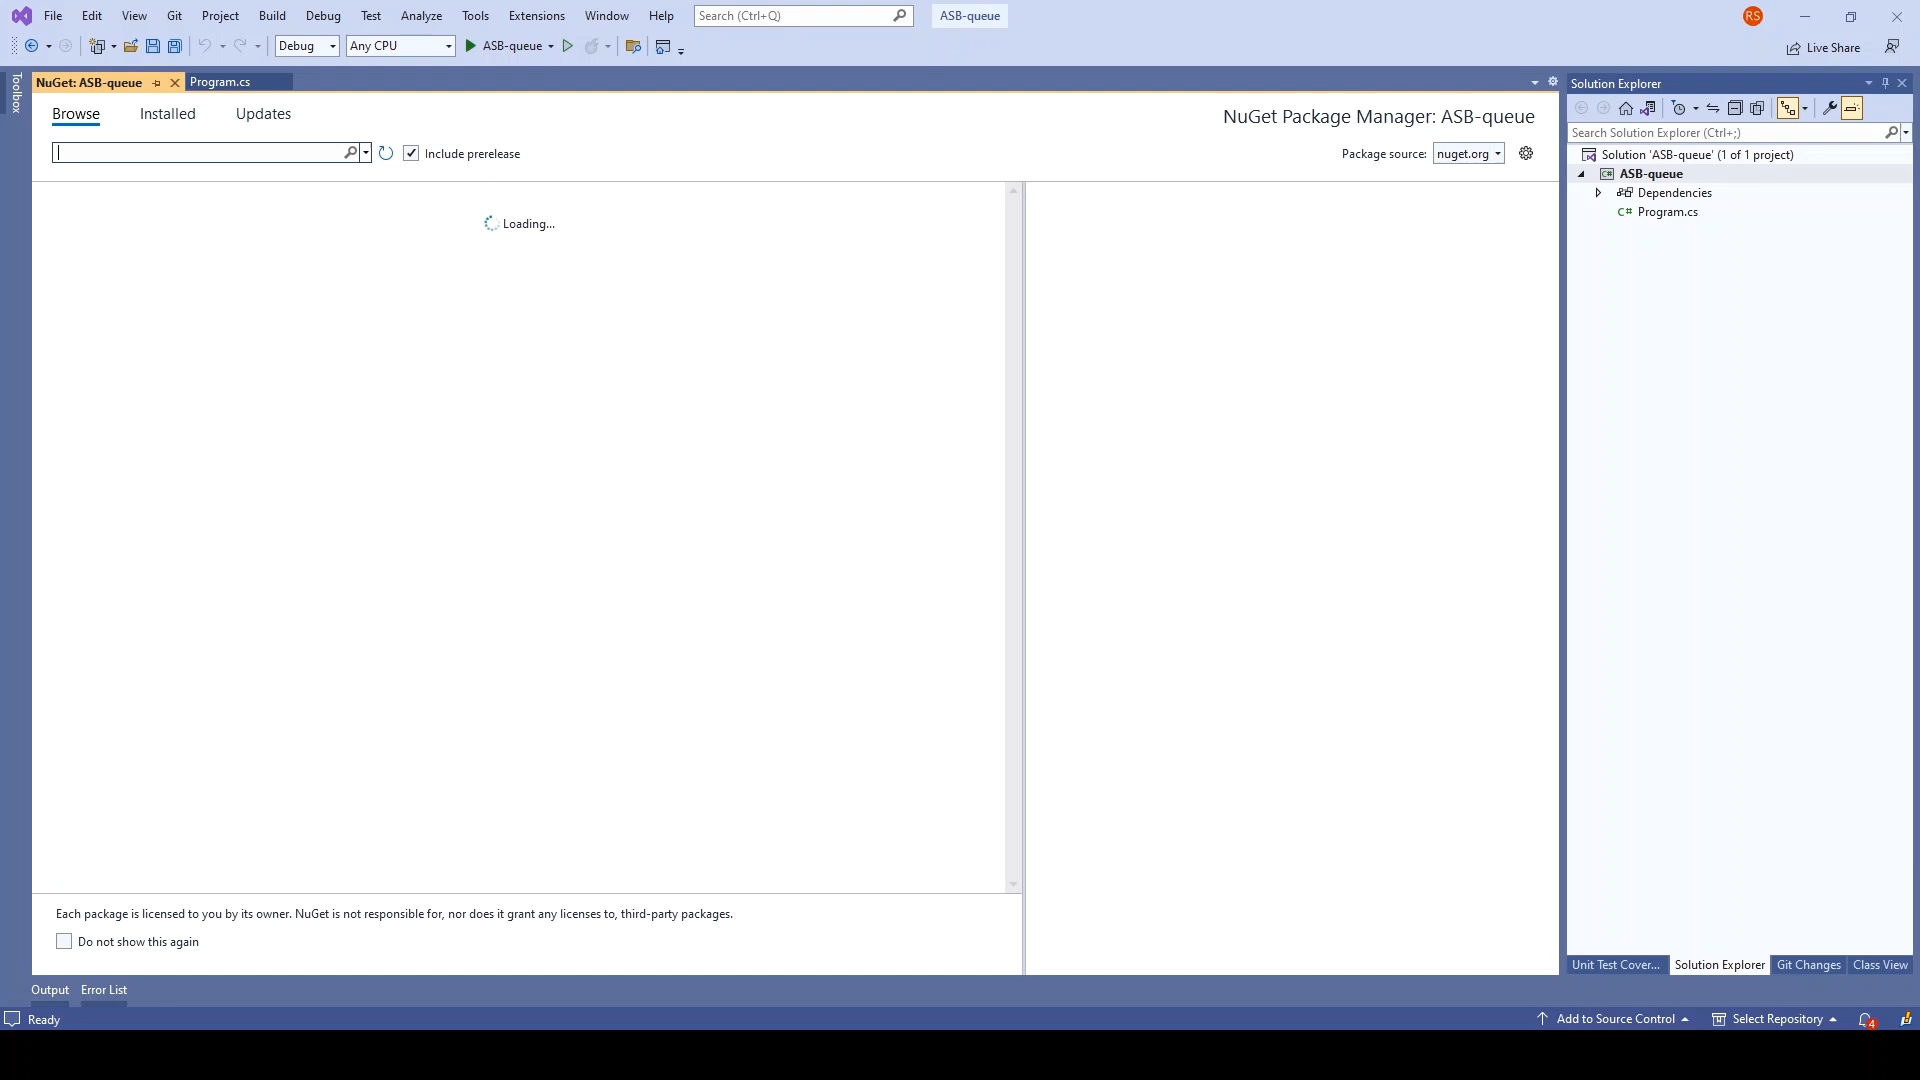 File Edit View Git Project Build Debug Test Analyze Tools Extensions Window Help Search (Ctrl+Q) ASB-queue RS
Debug Any CPU ASB-queue Live Share
Toolbox
NuGet: ASB-queue Program.cs
Browse Installed Updates
NuGet Package Manager: ASB-queue
Include prerelease
Package source: nuget.org
Loading...
Each package is licensed to you by its owner. NuGet is not responsible for, nor does it grant any licenses to, third-party packages.
Do not show this again
Solution Explorer
Search Solution Explorer (Ctrl+;)
Solution 'ASB-queue' (1 of 1 project)
C# ASB-queue
Dependencies
C# Program.cs
Unit Test Cover... Solution Explorer Git Changes Class View
Output Error List
Ready Add to Source Control Select Repository 4